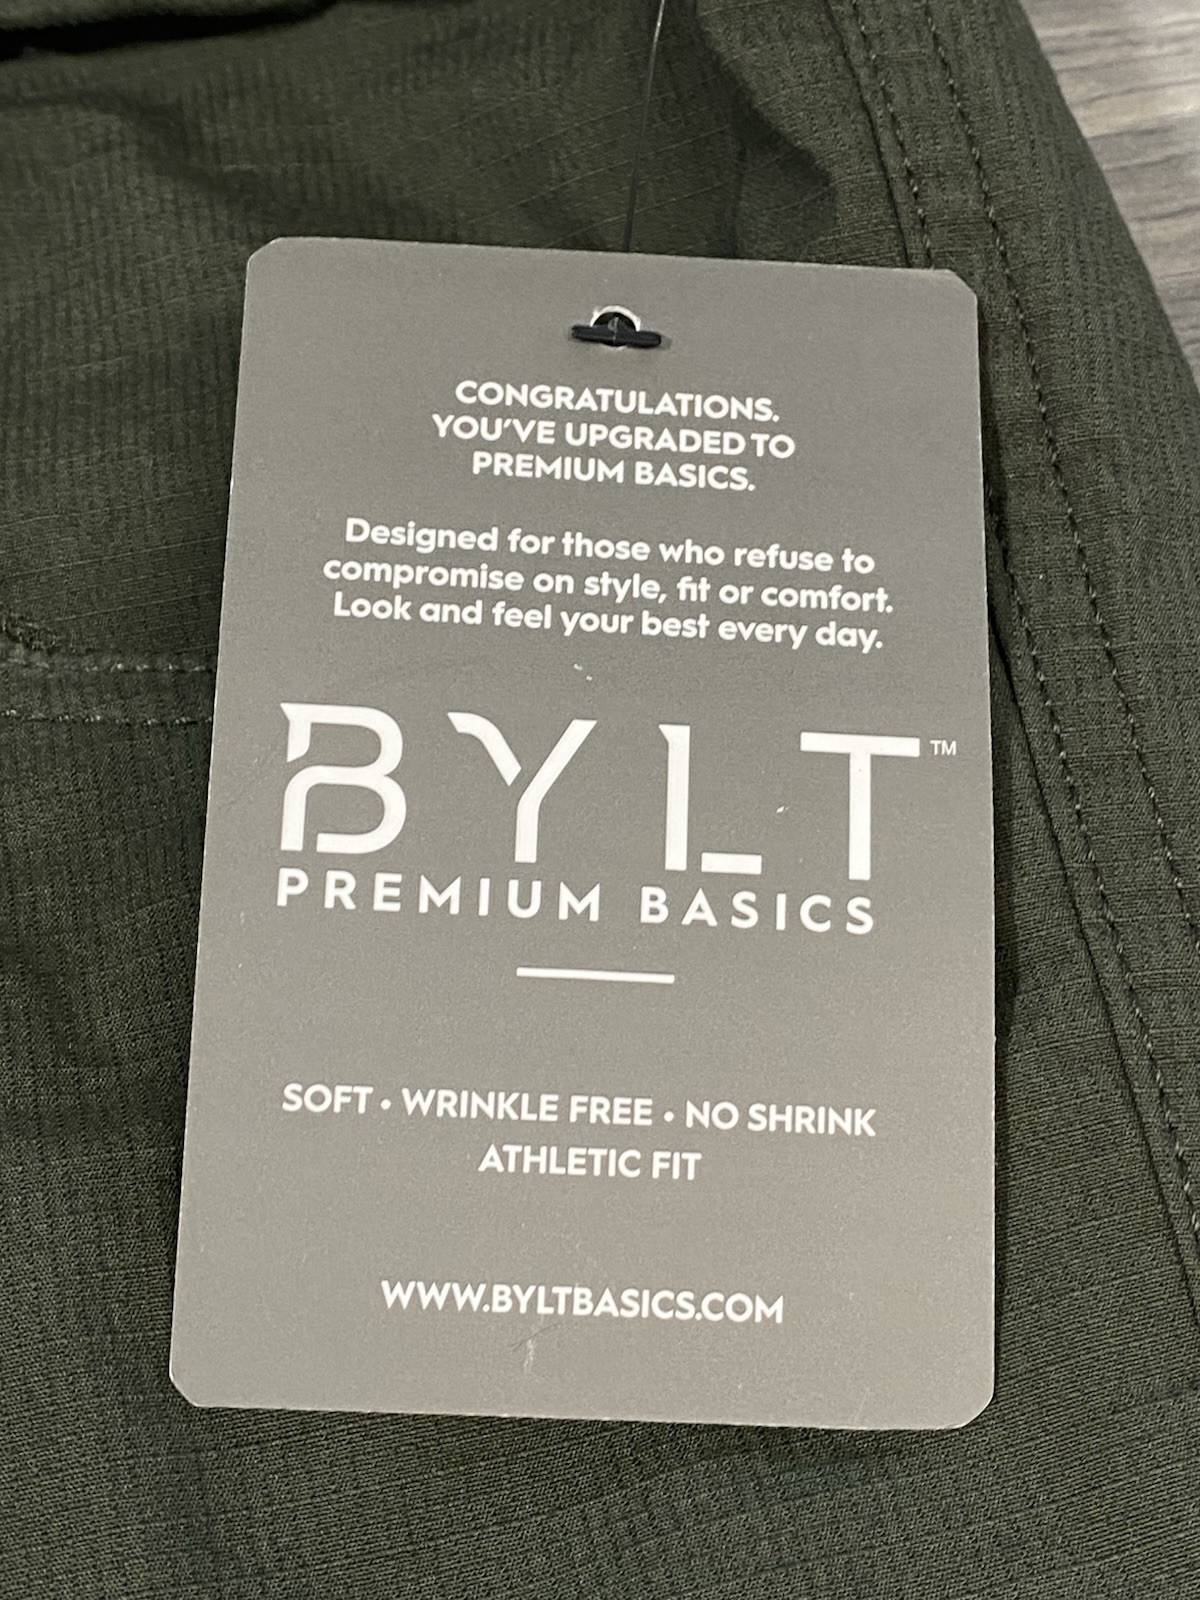 CONGRATULATIONS.
YOU'VE UPGRADED TO
PREMIUM BASICS.
Designed for those who refuse to
compromise on style, fit or comfort.
Look and feel your best every day.
BYLT™
PREMIUM BASICS
SOFT • WRINKLE FREE • NO SHRINK
ATHLETIC FIT
WWW.BYLTBASICS.COM